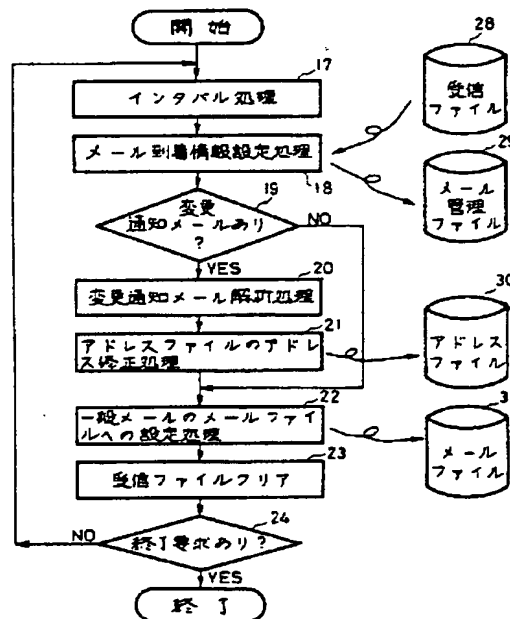 開始
17
28
インタバル処理
受信
ファイル
メール到着情報設定処理
18
29
メール
管理
ファイル
19
変更
通知メールあり
?
NO
YES
20
変更通知メール解析処理
21
30
アドレスファイルのアドレ
ス修正処理
アドレス
ファイル
22
一般メールのメールファイ
ルへの設定処理
3
メール
ファイル
23
受信ファイルクリア
24
NO
終了要求あり?
YES
終了